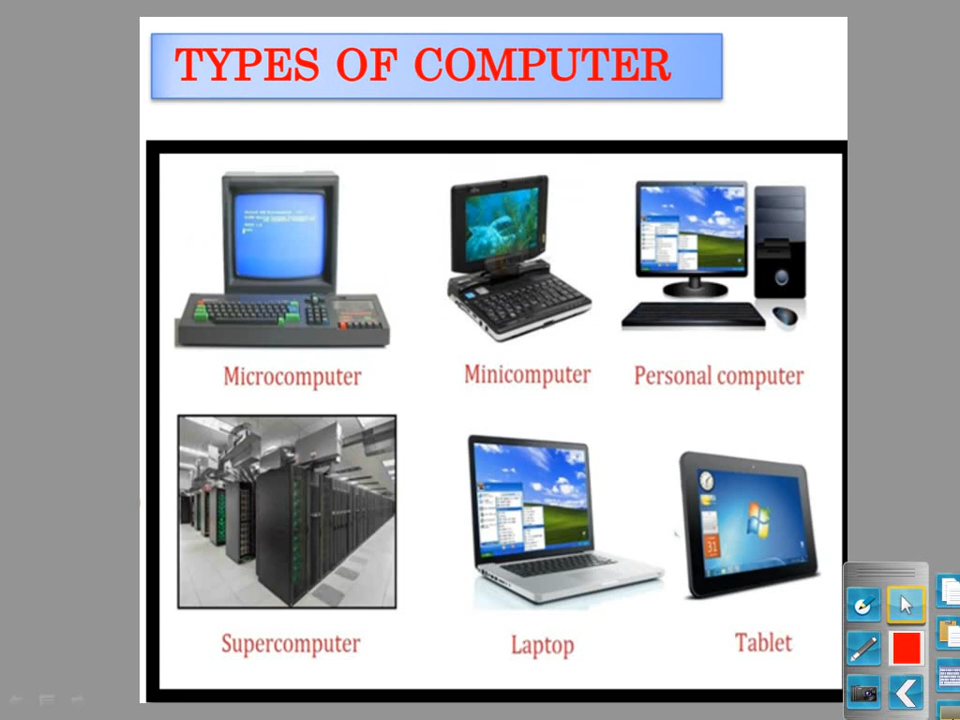 TYPES OF COMPUTER
Microcomputer
Minicomputer
Personal computer
Supercomputer
Laptop
Tablet